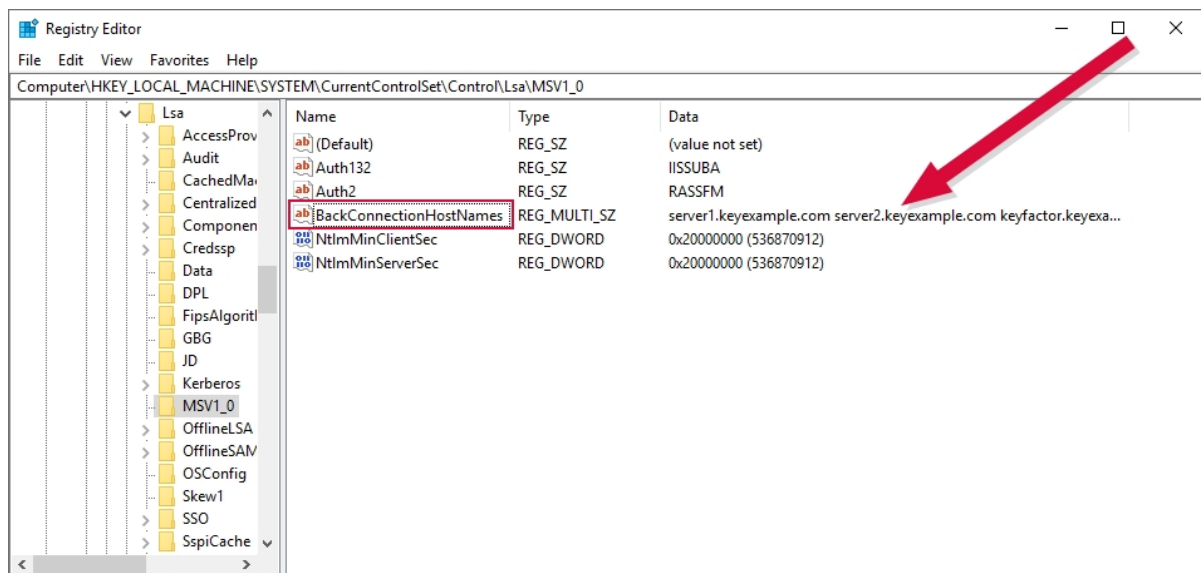 Registry Editor
File Edit View Favorites Help
Computer\HKEY_LOCAL_MACHINE\SYSTEM\CurrentControlSet\Control\Lsa\MSV1_0
Lsa
AccessProv
Audit
CachedMa
Centralized
Componen
Credssp
Data
DPL
FipsAlgorit
GBG
JD
Kerberos
MSV1_0
OfflineLSA
OfflineSAM
OSConfig
Skew1
SSO
SspiCache
Name Type Data
(Default) REG_SZ (value not set)
Auth132 REG_SZ IISSUBA
Auth2 REG_SZ RASSFM
BackConnectionHostNames REG_MULTI_SZ server1.keyexample.com server2.keyexample.com keyfactor.keyexa...
NtlmMinClientSec REG_DWORD 0x20000000 (536870912)
NtlmMinServerSec REG_DWORD 0x20000000 (536870912)